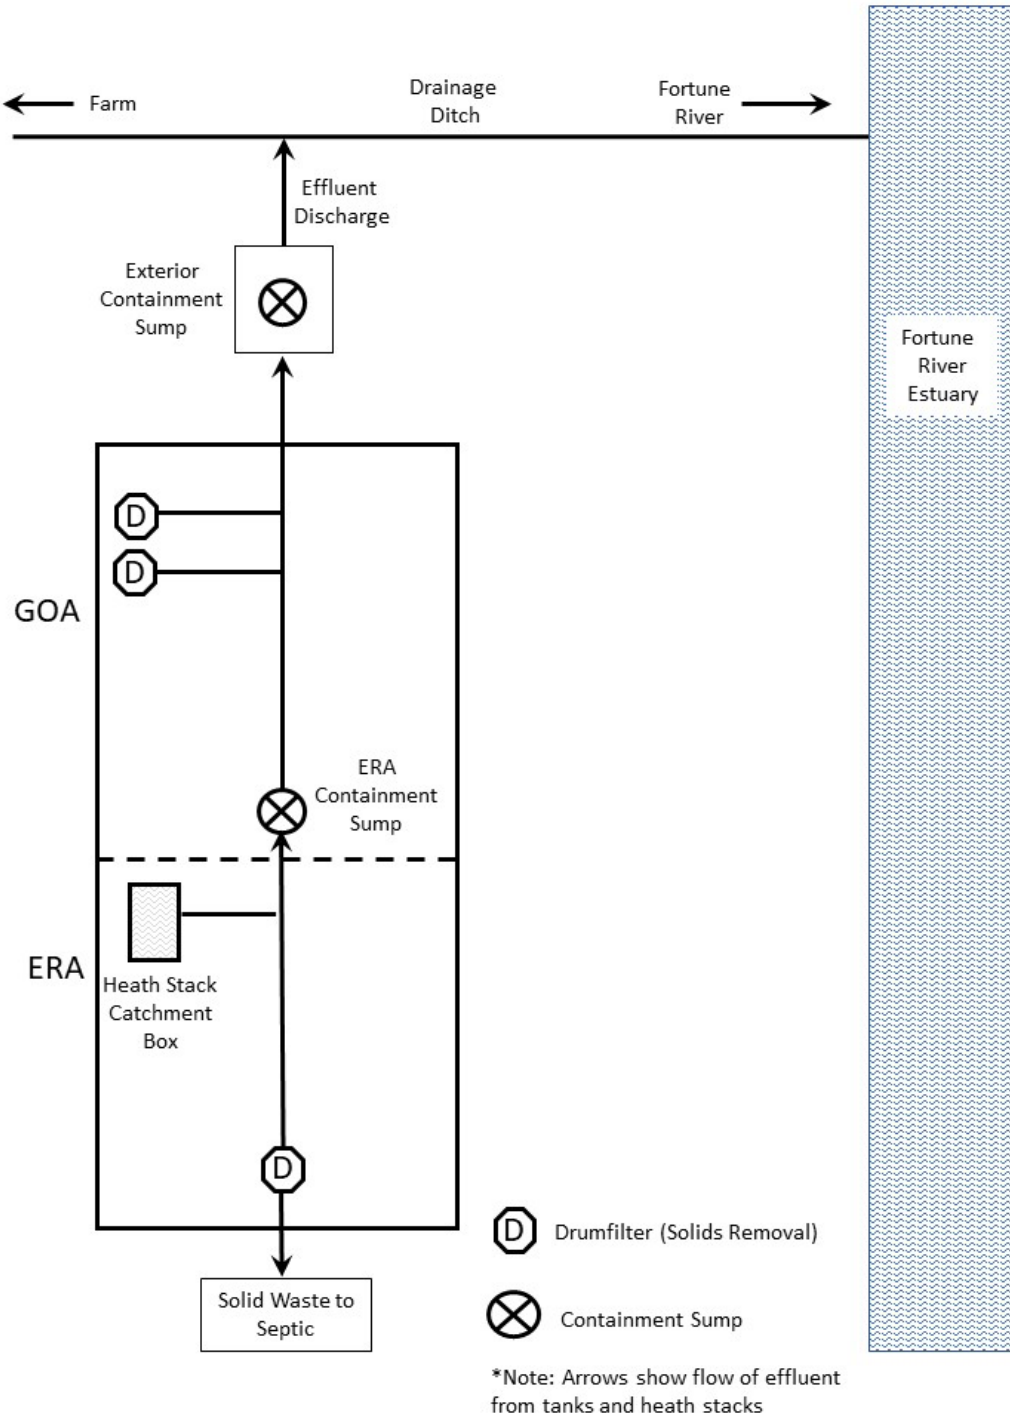 Farm
Drainage
Ditch
Fortune
River
Effluent
Discharge
Exterior
Containment
Sump
Fortune
River
Estuary
D
D
GOA
ERA
Containment
Sump
ERA
Heath Stack
Catchment
Box
D
D
Drumfilter (Solids Removal)
Solid Waste to
Septic
Containment Sump
*Note: Arrows show flow of effluent
from tanks and heath stacks